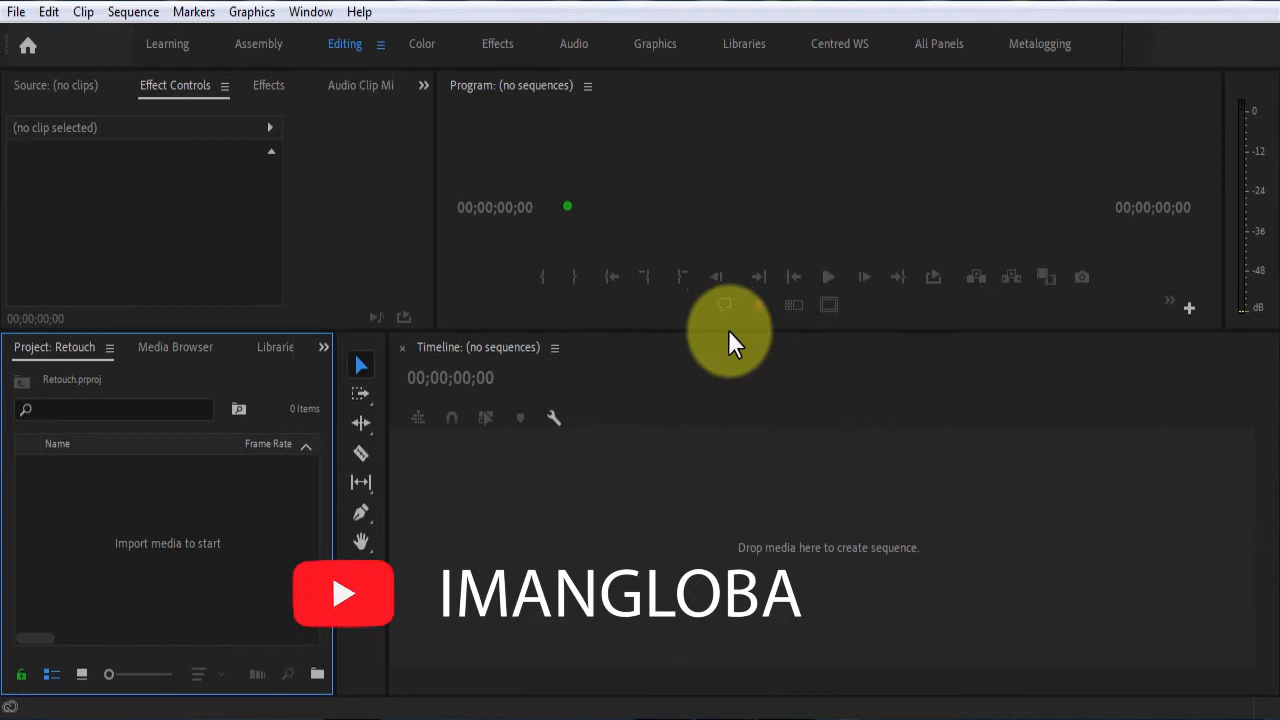 File Edit Clip Sequence Markers Graphics Window Help
Learning Assembly Editing Color Effects Audio Graphics Libraries Centred WS All Panels Metalogging
Source: (no clips) Effect Controls Effects Audio Clip Mi
Program: (no sequences)
(no clip selected)
00;00;00;00
00;00;00;00
00;00;00;00
0
-12
-24
-36
-48
dB
Project: Retouch Media Browser Librarie
Retouch.prproj
0 Items
Name Frame Rate
Import media to start
Timeline: (no sequences)
00;00;00;00
Drop media here to create sequence.
IMANGLOBA